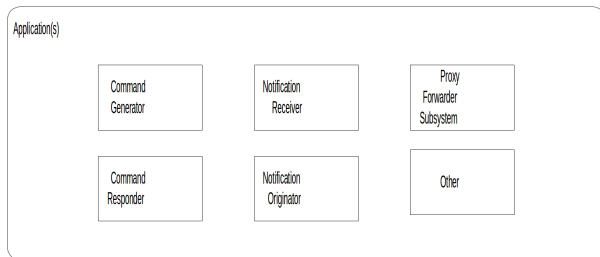 Application(s)
Command
Generator
Notification
Receiver
Proxy
Forwarder
Subsystem
Command
Responder
Notification
Originator
Other